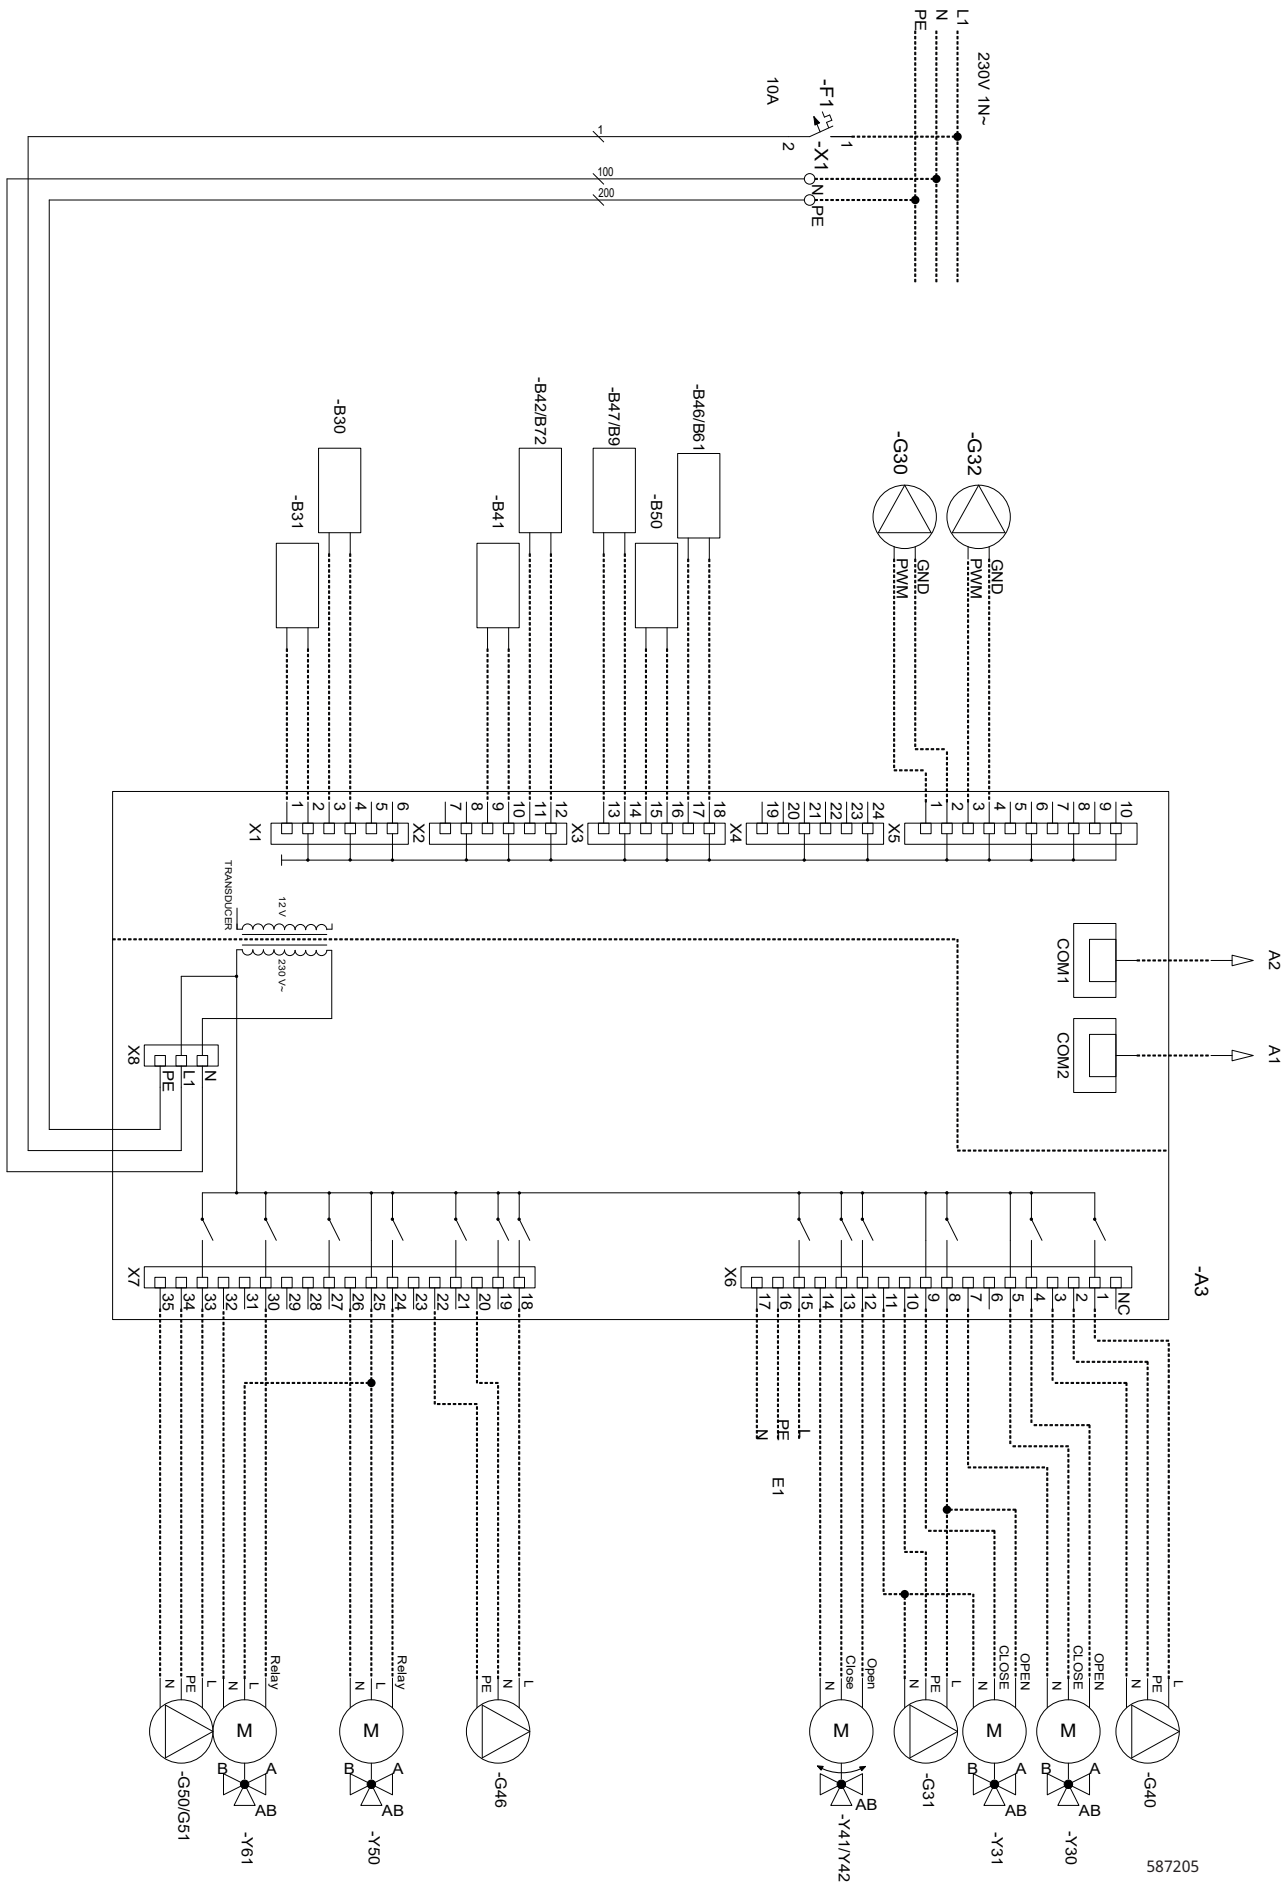 L1
N
PE
230V 1N~
-F1
10A
1
2
-X1
N
PE
1
100
200
-B30
-B31
-B42/B72
-B41
-B47/B9
-B50
-B46/B61
-G30
-G32
PWM
GND
PWM
GND
1
2
3
4
5
6
X1
7
8
9
10
11
12
X2
13
14
15
16
17
18
X3
19
20
21
22
23
24
X4
1
2
3
4
5
6
7
8
9
10
X5
TRANSDUCER
12 V
230 V~
COM1
A2
COM2
A1
X8
PE
L1
N
-A3
X7
35
34
33
32
31
30
29
28
27
26
25
24
23
22
21
20
19
18
X6
17
16
15
14
13
12
11
10
9
8
7
6
5
4
3
2
1
NC
N
PE
L
E1
N
PE
L
-G50/G51
N
L
Relay
M
B
A
AB
-Y61
N
L
Relay
M
B
A
AB
-Y50
PE
N
L
-G46
N
Close
Open
M
AB
-Y41/Y42
N
PE
L
-G31
N
CLOSE
OPEN
M
B
A
AB
-Y31
N
CLOSE
OPEN
M
B
A
AB
-Y30
N
PE
L
-G40
587205